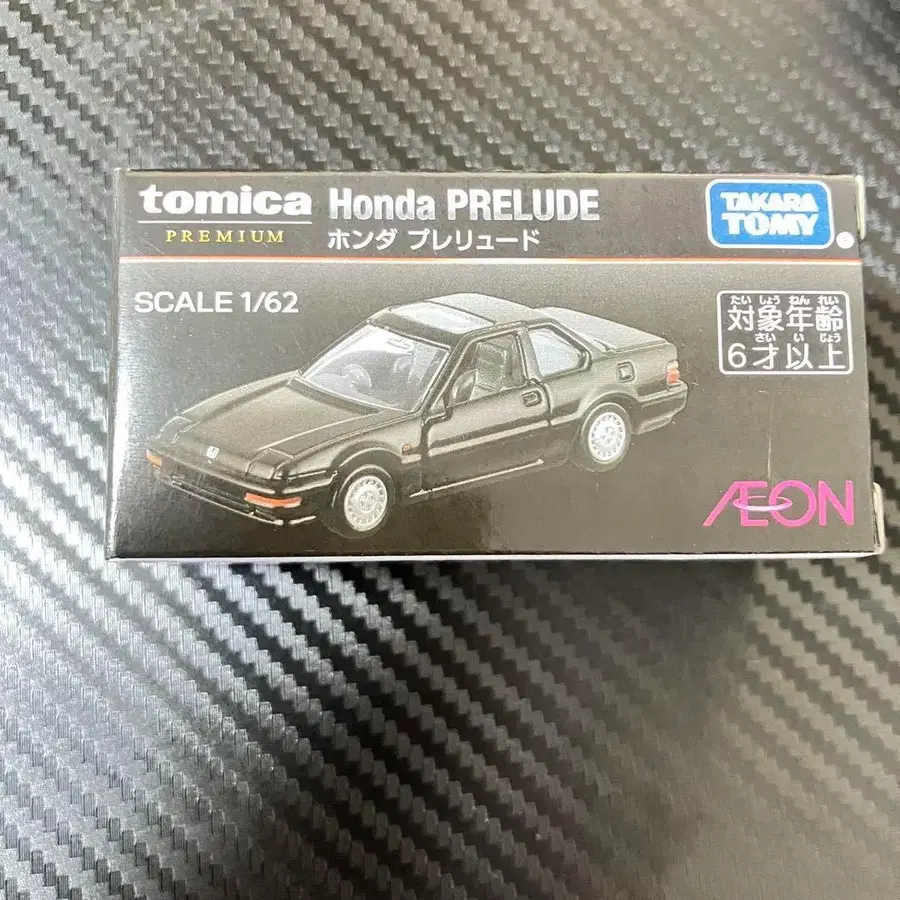 tomica Honda PRELUDE
PREMIUM ホンダ プレリュード
TAKARA
TOMY
SCALE 1/62
たい しょう ねん れい
対象年齢
さい い じょう
6才以上
ÆON